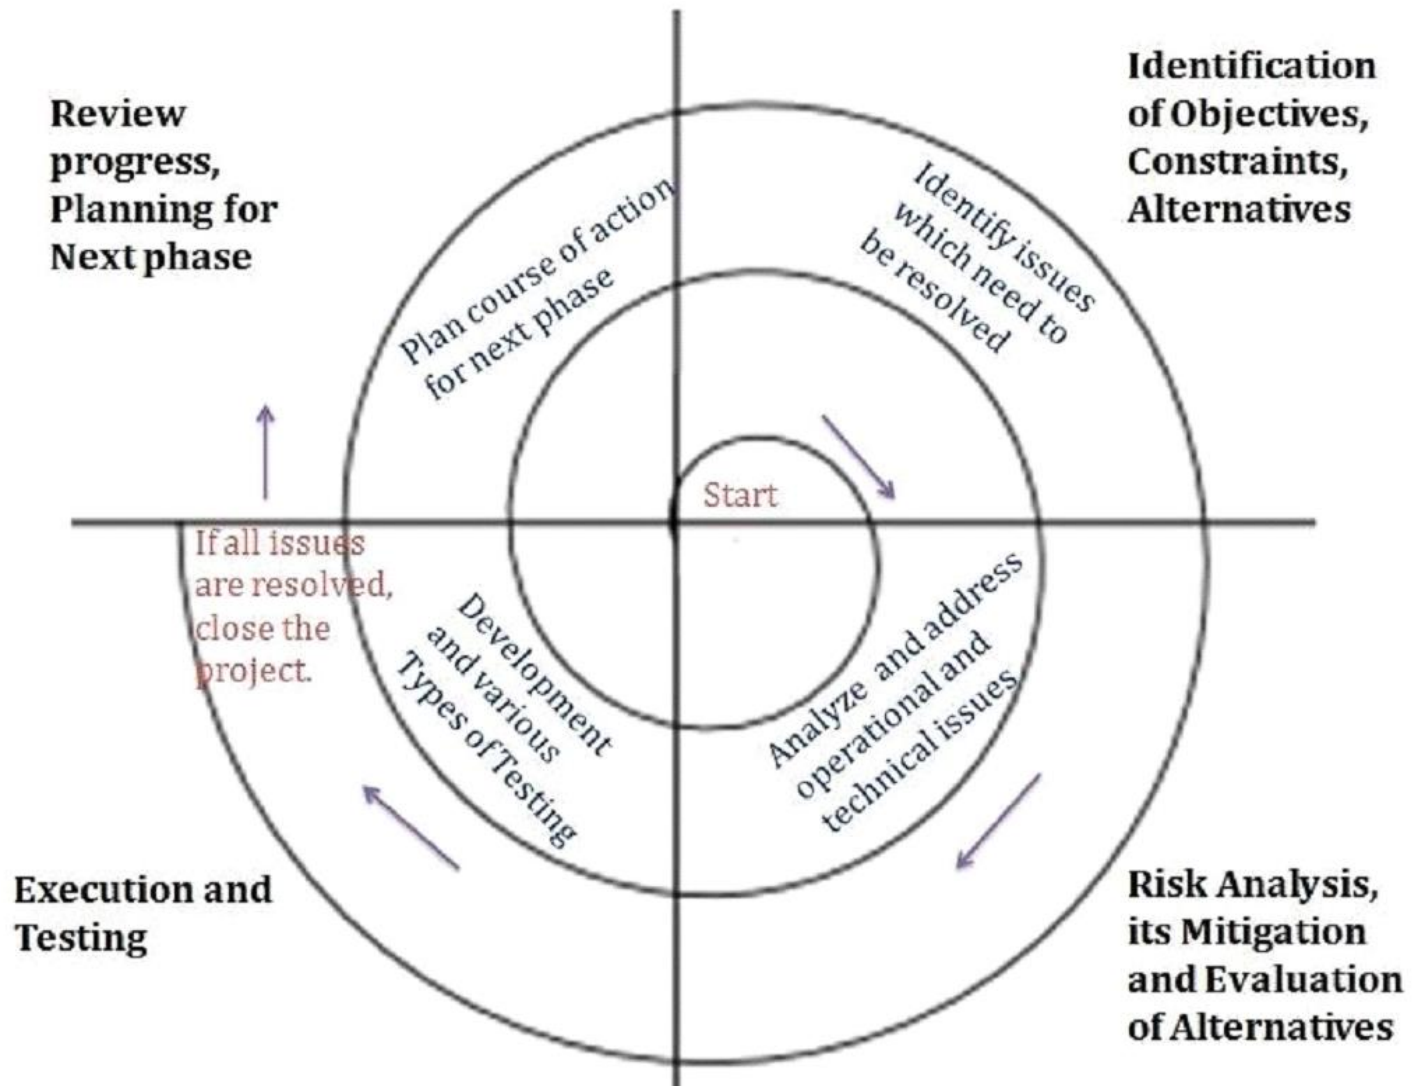 Review
progress,
Planning for
Next phase
Identification
of Objectives,
Constraints,
Alternatives
Plan course of action
for next phase
Identify issues
which need to
be resolved
Start
If all issues
are resolved,
close the
project.
Development
and various
Types of Testing
Analyze and address
operational and
technical issues
Execution and
Testing
Risk Analysis,
its Mitigation
and Evaluation
of Alternatives